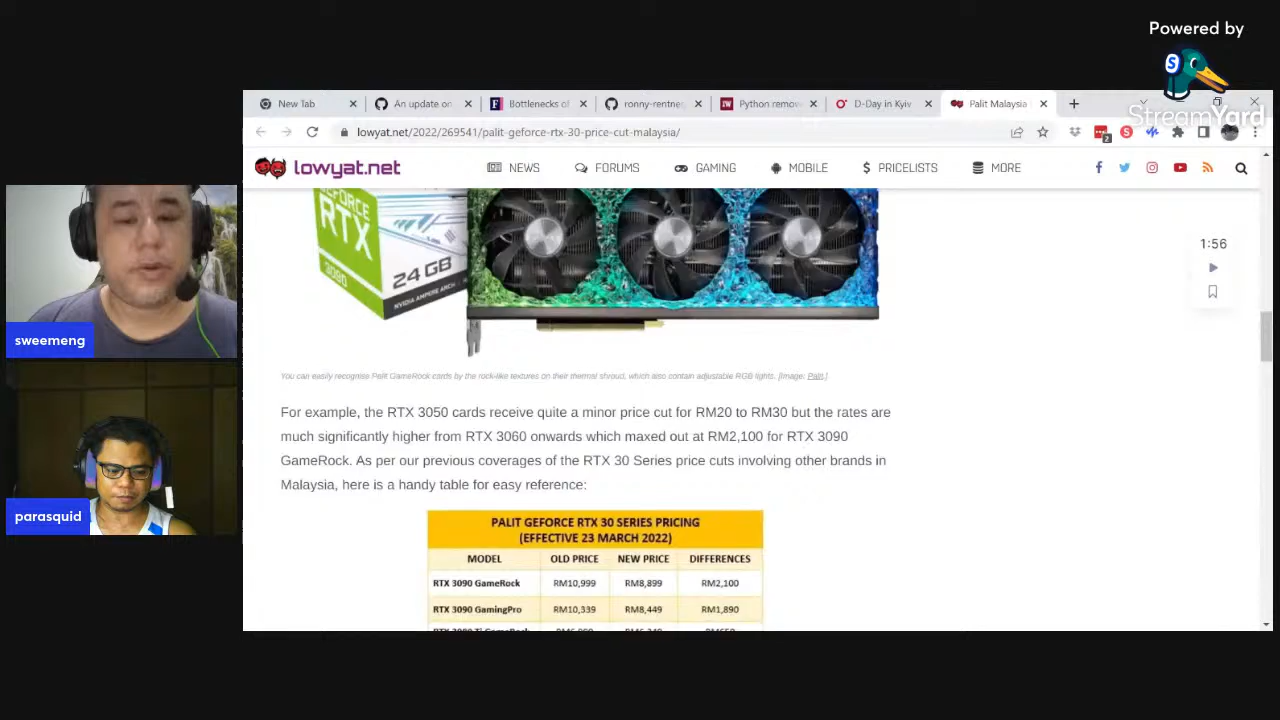 Powered by
StreamYard
New Tab
An update on
Bottlenecks of
ronny-rentne
Python remov
D-Day in Kyiv
Palit Malaysia
lowyat.net/2022/269541/palit-geforce-rtx-30-price-cut-malaysia/
lowyat.net
NEWS
FORUMS
GAMING
MOBILE
PRICELISTS
MORE
1:56
GEFORCE
RTX
3090
24 GB
NVIDIA AMPERE ARCH
You can easily recognise Palit GameRock cards by the rock-like textures on their thermal shroud, which also contain adjustable RGB lights. [Image: Palit.]
For example, the RTX 3050 cards receive quite a minor price cut for RM20 to RM30 but the rates are
much significantly higher from RTX 3060 onwards which maxed out at RM2,100 for RTX 3090
GameRock. As per our previous coverages of the RTX 30 Series price cuts involving other brands in
Malaysia, here is a handy table for easy reference:
PALIT GEFORCE RTX 30 SERIES PRICING
(EFFECTIVE 23 MARCH 2022)
MODEL OLD PRICE NEW PRICE DIFFERENCES
RTX 3090 GameRock RM10,999 RM8,899 RM2,100
RTX 3090 GamingPro RM10,339 RM8,449 RM1,890
sweemeng
parasquid